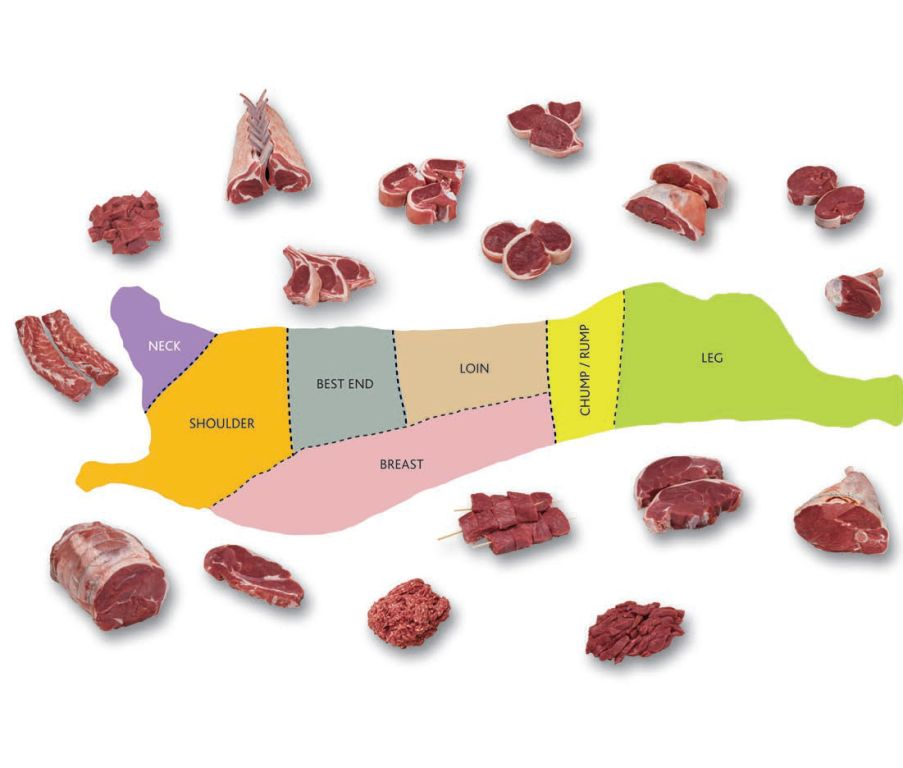 NECK
SHOULDER
BEST END
LOIN
CHUMP / RUMP
LEG
BREAST